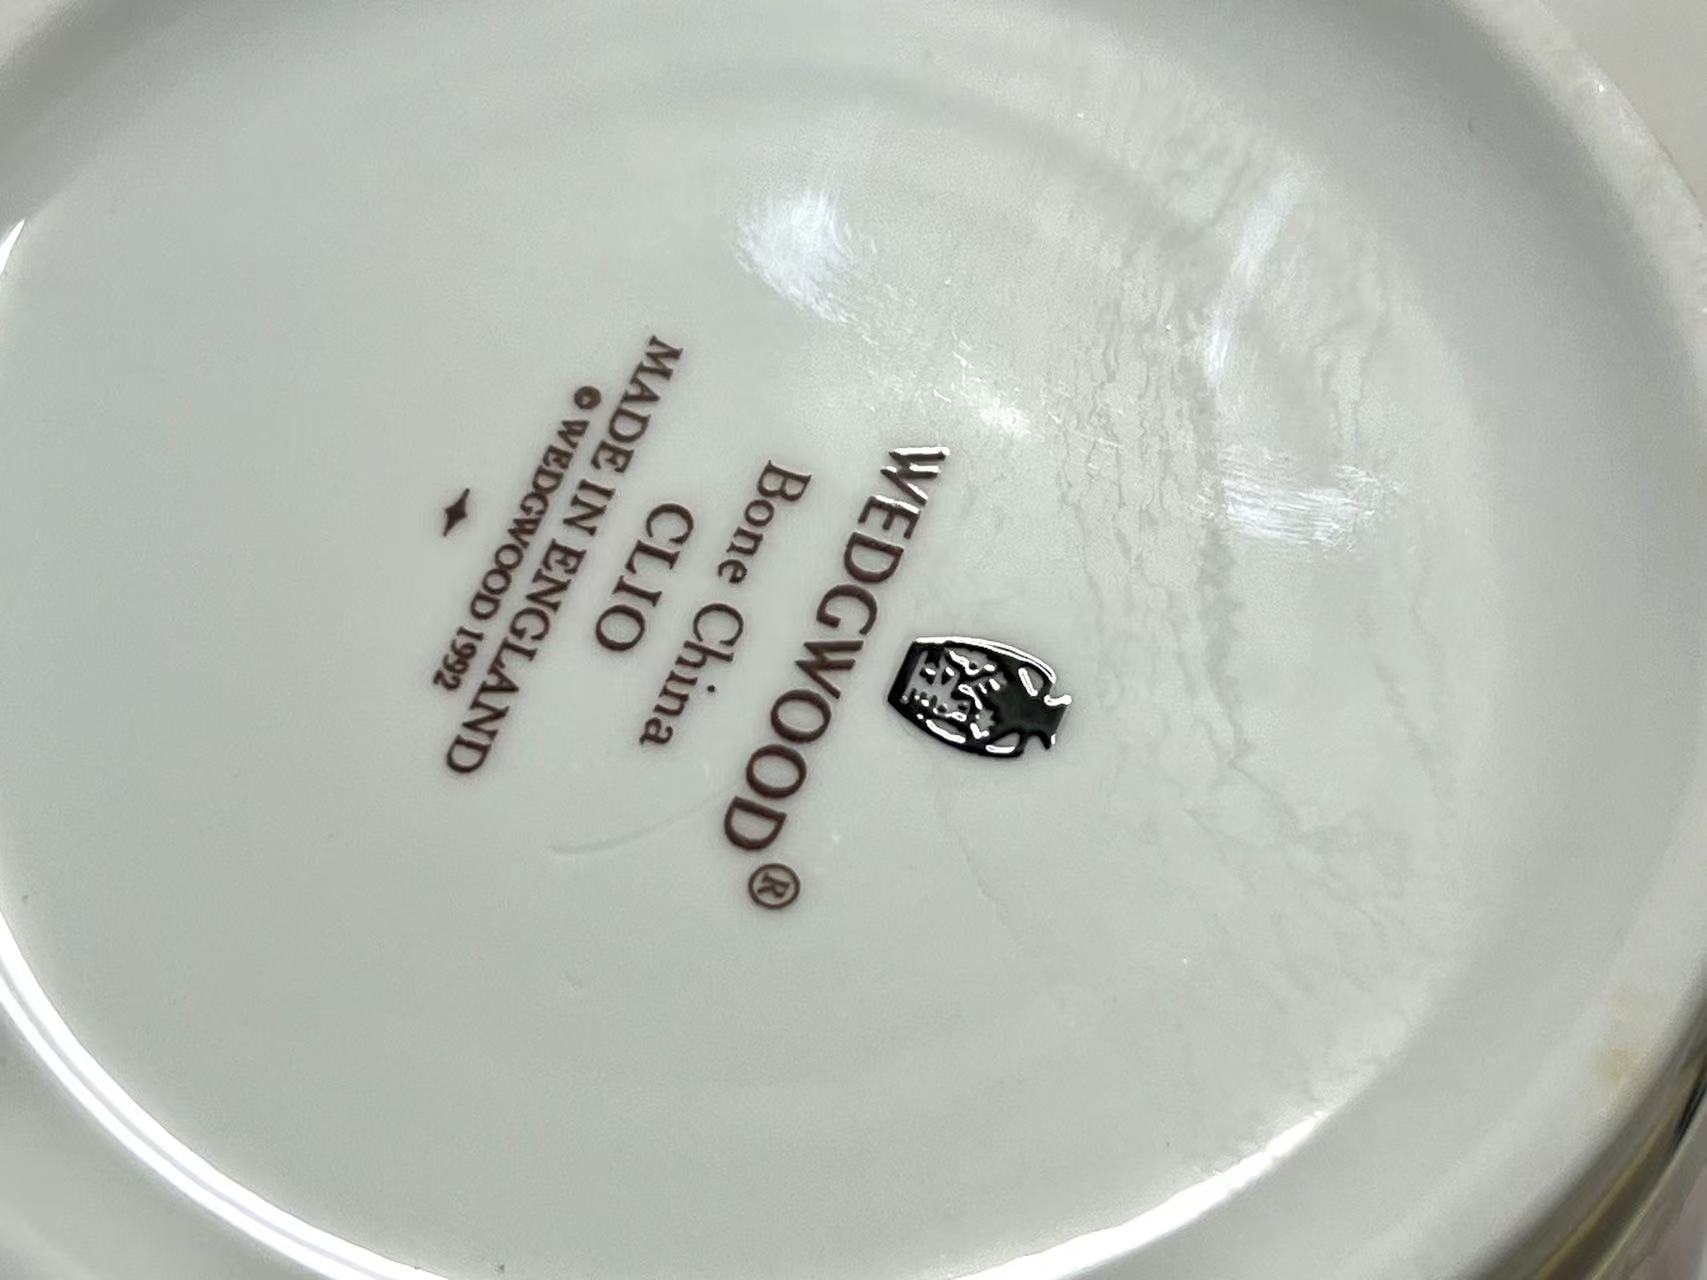 WEDGWOOD®
Bone China
CLIO
MADE IN ENGLAND
© WEDGWOOD 1992